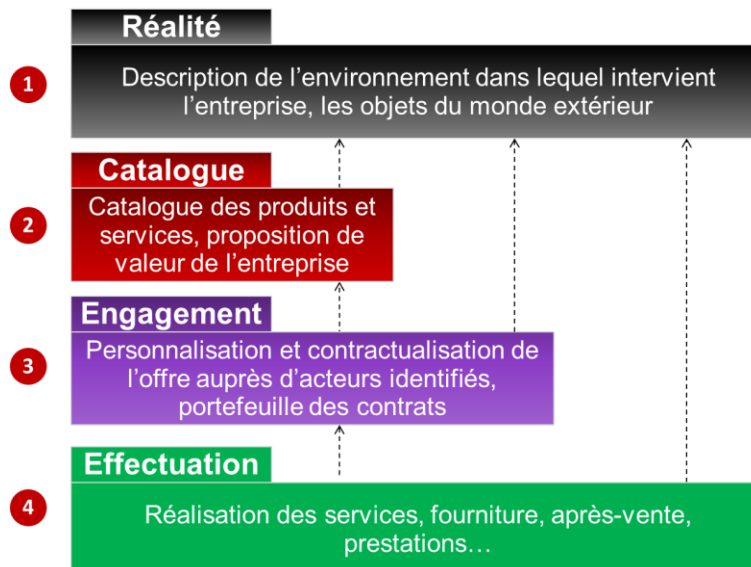 Réalité
1
Description de l’environnement dans lequel intervient
l’entreprise, les objets du monde extérieur
Catalogue
2
Catalogue des produits et
services, proposition de
valeur de l’entreprise
Engagement
3
Personnalisation et contractualisation de
l’offre auprès d’acteurs identifiés,
portefeuille des contrats
Effectuation
4
Réalisation des services, fourniture, après-vente,
prestations…